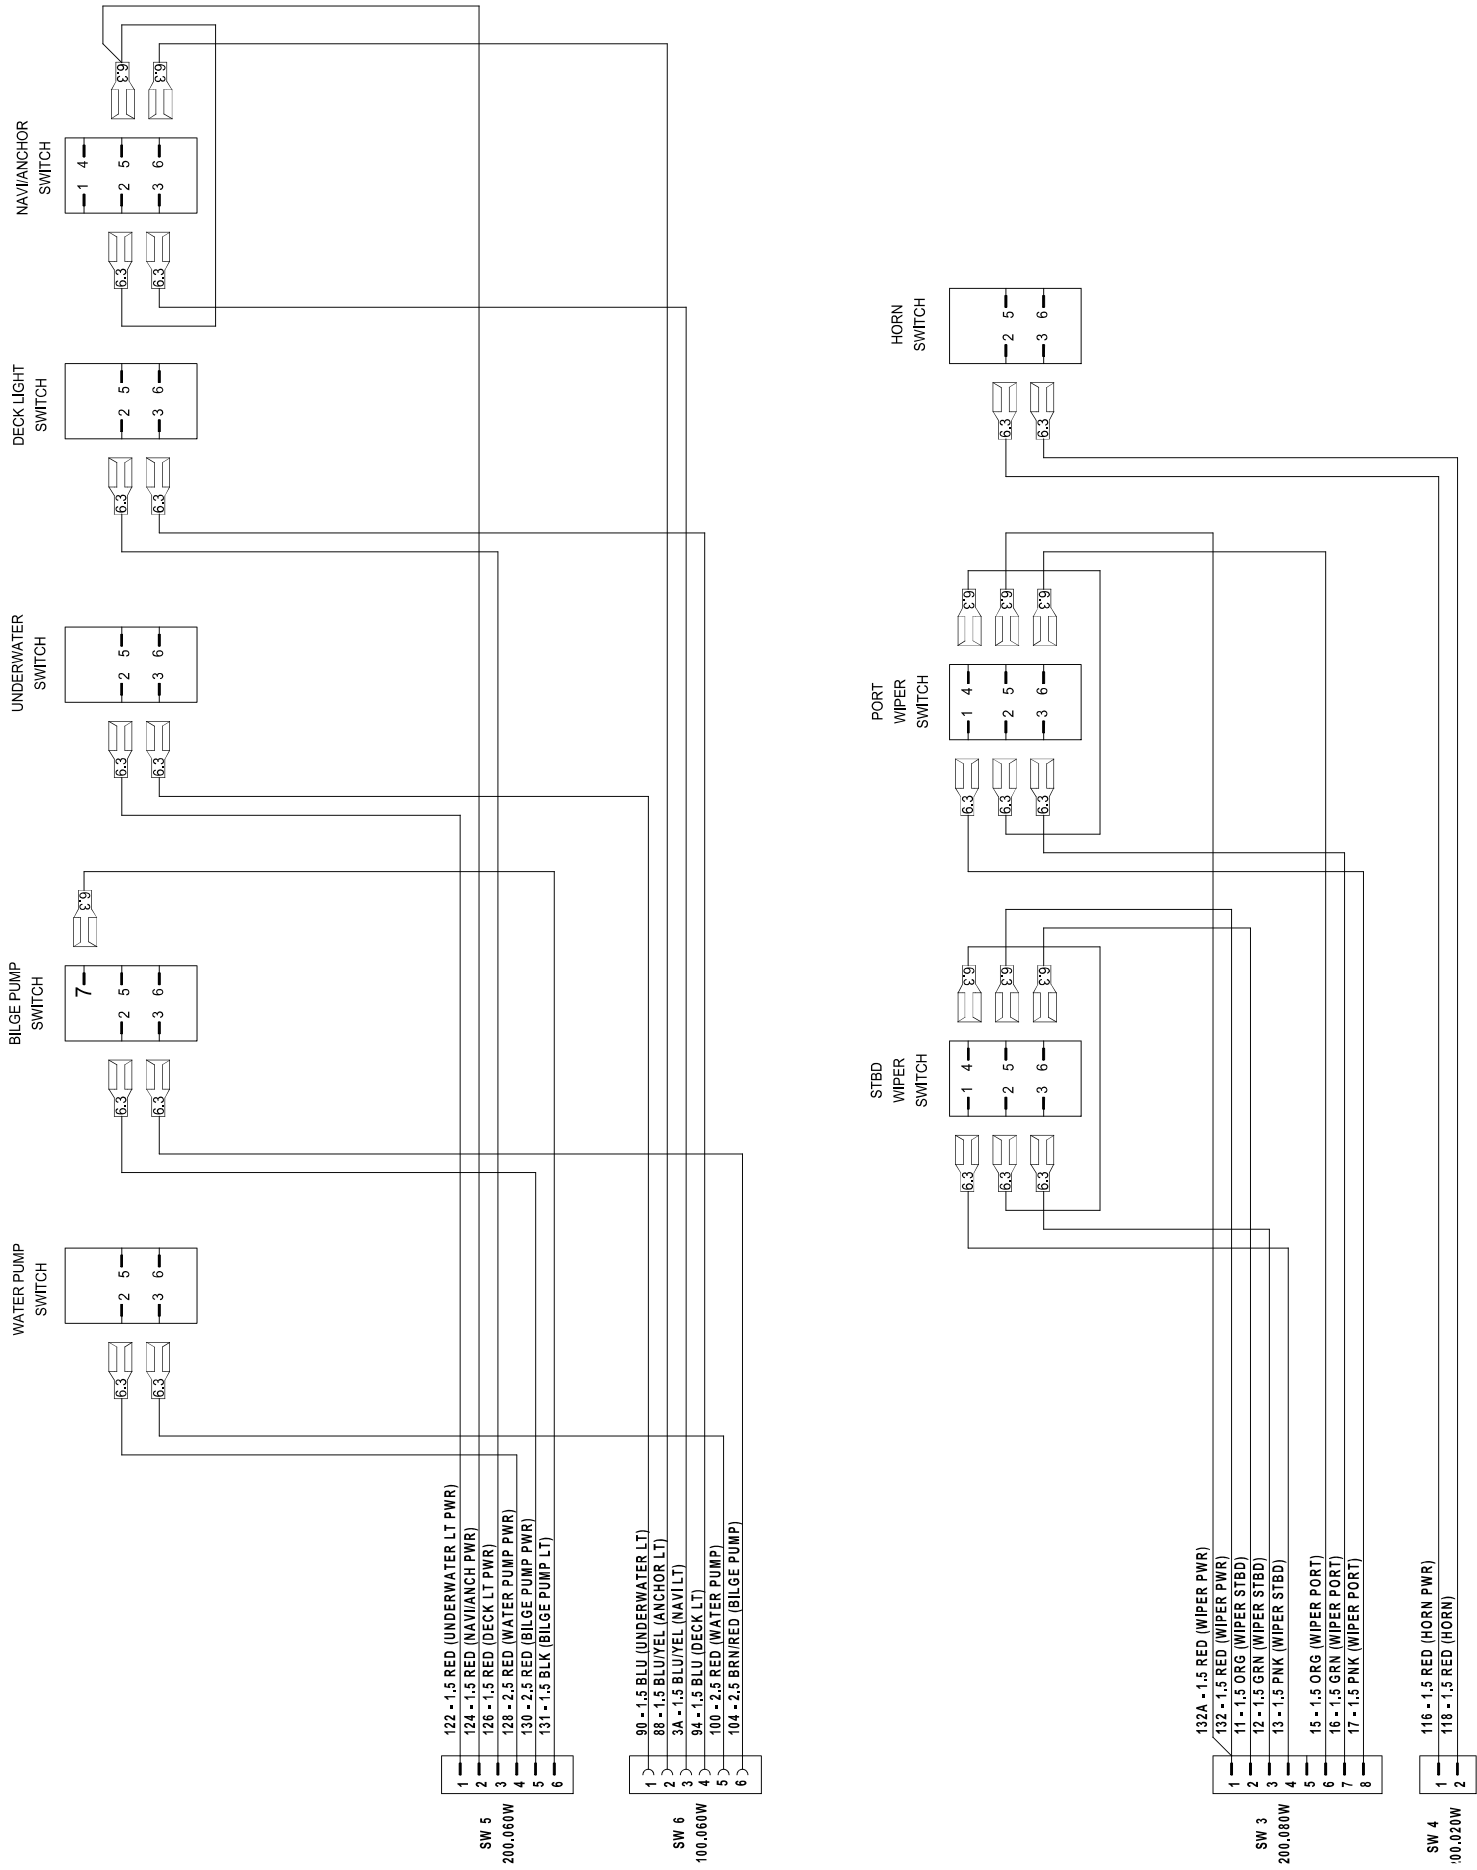 NAVI/ANCHOR
SWITCH
6.3
6.3
1 4
2 5
3 6
6.3
6.3
DECK LIGHT
SWITCH
2 5
3 6
6.3
6.3
UNDERWATER
SWITCH
2 5
3 6
6.3
6.3
BILGE PUMP
SWITCH
6.3
7
2 5
3 6
6.3
6.3
WATER PUMP
SWITCH
2 5
3 6
6.3
6.3
122 - 1.5 RED (UNDERWATER LT PWR)
124 - 1.5 RED (NAVI/ANCH PWR)
126 - 1.5 RED (DECK LT PWR)
128 - 2.5 RED (WATER PUMP PWR)
130 - 2.5 RED (BILGE PUMP PWR)
131 - 1.5 BLK (BILGE PUMP LT)
1
2
3
4
5
6
SW 5
200.060W
90 - 1.5 BLU (UNDERWATER LT)
88 - 1.5 BLU/YEL (ANCHOR LT)
3A - 1.5 BLU/YEL (NAVI LT)
94 - 1.5 BLU (DECK LT)
100 - 2.5 RED (WATER PUMP)
104 - 2.5 BRN/RED (BILGE PUMP)
1
2
3
4
5
6
SW 6
100.060W
HORN
SWITCH
2 5
3 6
6.3
6.3
PORT
WIPER
SWITCH
6.3
6.3
6.3
1 4
2 5
3 6
6.3
6.3
6.3
STBD
WIPER
SWITCH
6.3
6.3
6.3
1 4
2 5
3 6
6.3
6.3
6.3
132A - 1.5 RED (WIPER PWR)
132 - 1.5 RED (WIPER PWR)
11 - 1.5 ORG (WIPER STBD)
12 - 1.5 GRN (WIPER STBD)
13 - 1.5 PNK (WIPER STBD)
15 - 1.5 ORG (WIPER PORT)
16 - 1.5 GRN (WIPER PORT)
17 - 1.5 PNK (WIPER PORT)
1
2
3
4
5
6
7
8
SW 3
200.080W
116 - 1.5 RED (HORN PWR)
118 - 1.5 RED (HORN)
1
2
SW 4
00.020W